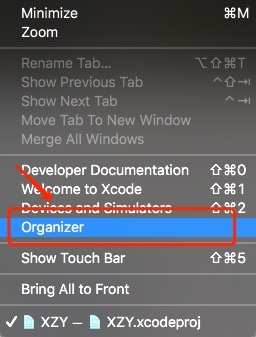 Minimize ⌘M
Zoom
Rename Tab... ⌥⇧⌘T
Show Previous Tab ^⇧⇥
Show Next Tab ^⇥
Move Tab To New Window
Merge All Windows
Developer Documentation ⇧⌘0
Welcome to Xcode ⇧⌘1
Devices and Simulators ⇧⌘2
Organizer
Show Touch Bar ⇧⌘5
Bring All to Front
✓ XZY — XZY.xcodeproj